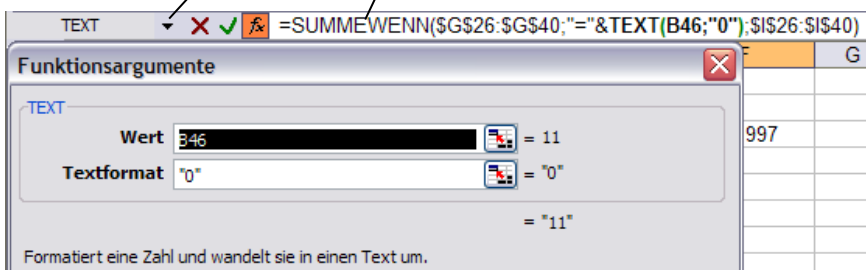 TEXT fx =SUMMEWENN($G$26:$G$40;"="&TEXT(B46;"0");$I$26:$I$40)
Funktionsargumente F G
TEXT
Wert B46 = 11 997
Textformat "0" = "0"
= "11"
Formatiert eine Zahl und wandelt sie in einen Text um.